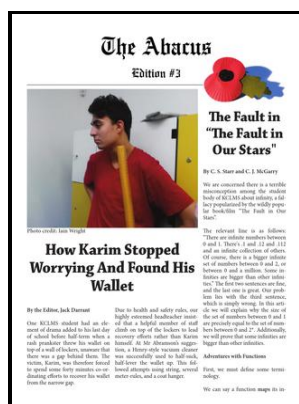 The Abacus
Edition #3
The Fault in
"The Fault in
Our Stars"
By C. S. Starr and C. J. McGarry
We are concerned there is a terrible
misconception among the student
body of KCLMS about infinity, a fal-
lacy popularized by the wildly popu-
lar book/film "The Fault in Our
Stars".
The relevant line is as follows:
"There are infinite numbers between
0 and 1. There's .1 and .12 and .112
and an infinite collection of others.
Of course, there is a bigger infinite
set of numbers between 0 and 2, or
between 0 and a million. Some in-
finities are bigger than other infini-
ties." The first two sentences are fine,
and the last one is great. Our prob-
lem lies with the third sentence,
which is simply wrong. In this arti-
cle we will explain why the size of
the set of numbers between 0 and 1
are precisely equal to the set of num-
bers between 0 and 2". Additionally,
we will prove that some infinities are
bigger than other infinities.
Adventures with Functions
First, we must define some termi-
nology.
We can say a function maps its in-
Photo credit: Iain Wright
How Karim Stopped
Worrying And Found His
Wallet
By the Editor, Jack Darrant
One KCLMS student had an ele-
ment of drama added to his last day
of school before half-term when a
rash prankster threw his wallet on
top of a wall of lockers, unaware that
there was a gap behind them. The
victim, Karim, was therefore forced
to spend some forty minutes co-or-
dinating efforts to recover his wallet
from the narrow gap.
Due to health and safety rules, our
highly esteemed headteacher insist-
ed that a helpful member of staff
climb on top of the lockers to lead
recovery efforts rather than Karim
himself. At Mr Abramson's sugges-
tion, a Henry-style vacuum cleaner
was successfully used to half-suck,
half-lever the wallet up. This fol-
lowed attempts using string, several
meter rules, and a coat hanger.